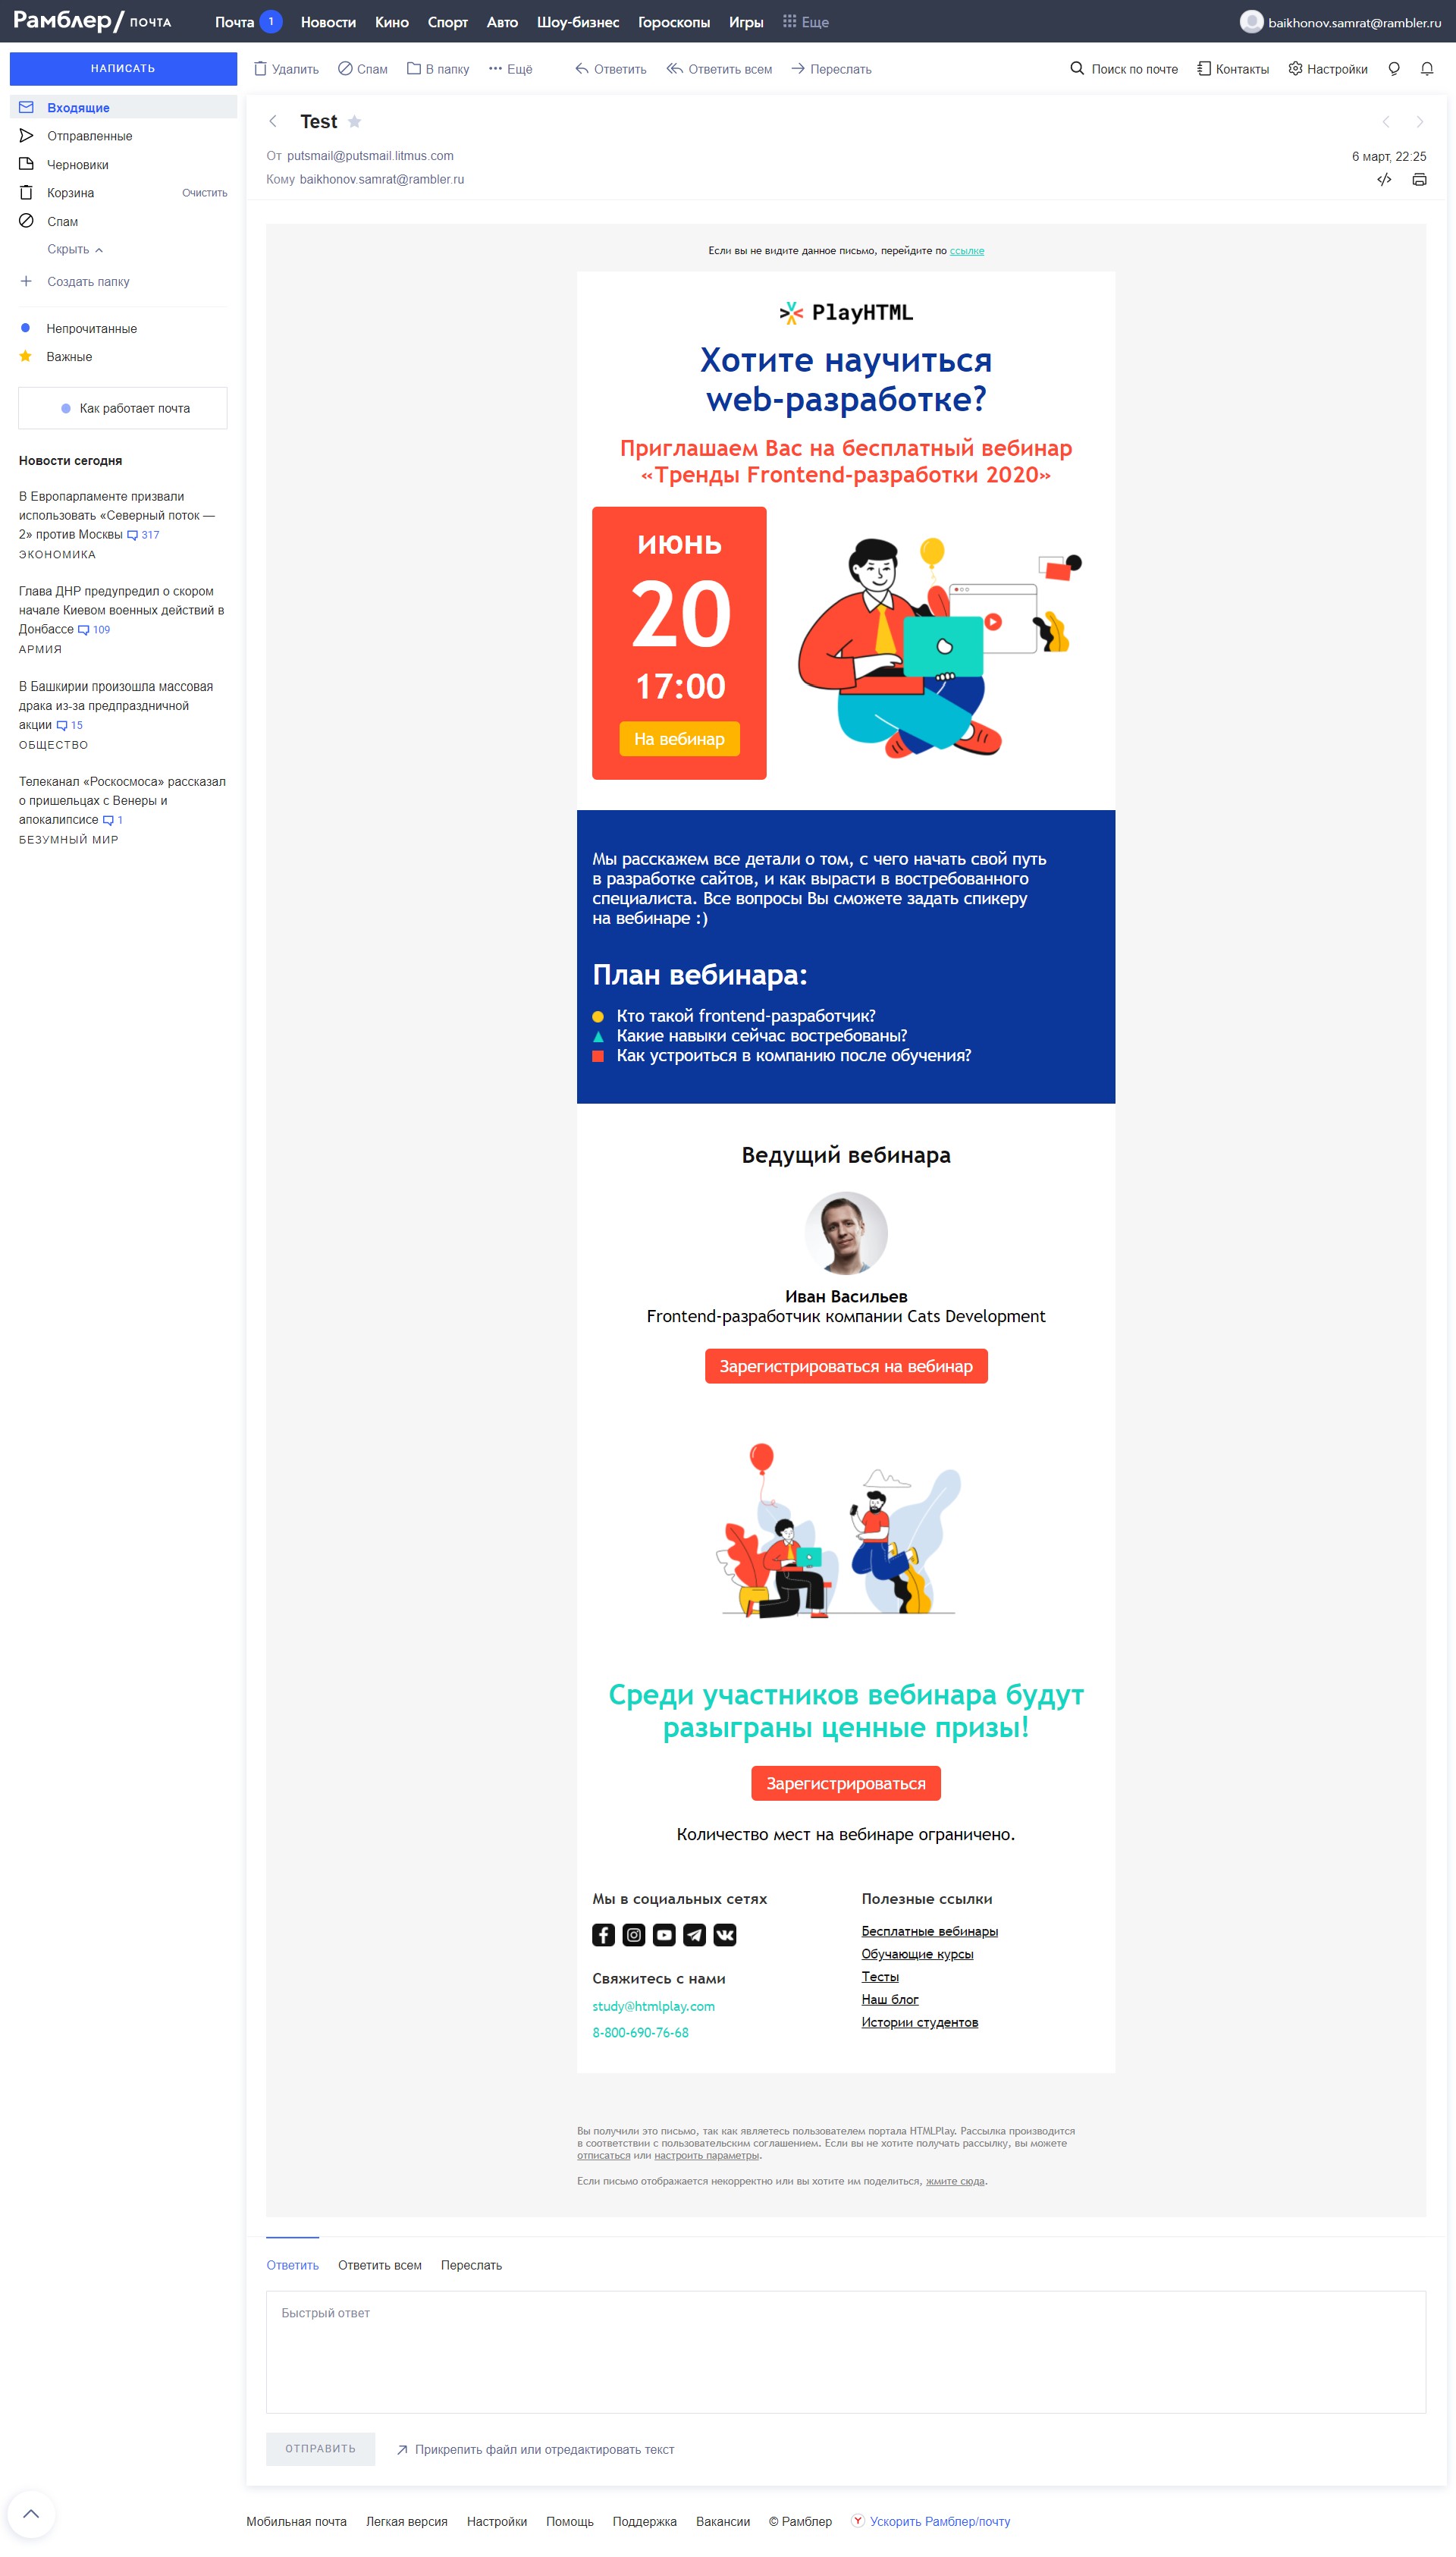 Рамблер/ ПОЧТА
Почта 1 Новости Кино Спорт Авто Шоу-бизнес Гороскопы Игры Еще
baikhonov.samrat@rambler.ru
НАПИСАТЬ
Удалить Спам В папку Ещё Ответить Ответить всем Переслать
Поиск по почте Контакты Настройки
Входящие
Отправленные
Черновики
Корзина Очистить
Спам
Скрыть
Создать папку
Непрочитанные
Важные
Как работает почта
Новости сегодня
В Европарламенте призвали
использовать «Северный поток —
2» против Москвы 317
ЭКОНОМИКА
Глава ДНР предупредил о скором
начале Киевом военных действий в
Донбассе 109
АРМИЯ
В Башкирии произошла массовая
драка из-за предпраздничной
акции 15
ОБЩЕСТВО
Телеканал «Роскосмоса» рассказал
о пришельцах с Венеры и
апокалипсисе 1
БЕЗУМНЫЙ МИР
Test
От putsmail@putsmail.litmus.com
6 март, 22:25
Кому baikhonov.samrat@rambler.ru
Если вы не видите данное письмо, перейдите по ссылке
PlayHTML
Хотите научиться
web-разработке?
Приглашаем Вас на бесплатный вебинар
«Тренды Frontend-разработки 2020»
июнь
20
17:00
На вебинар
Мы расскажем все детали о том, с чего начать свой путь
в разработке сайтов, и как вырасти в востребованного
специалиста. Все вопросы Вы сможете задать спикеру
на вебинаре :)
План вебинара:
Кто такой frontend-разработчик?
Какие навыки сейчас востребованы?
Как устроиться в компанию после обучения?
Ведущий вебинара
Иван Васильев
Frontend-разработчик компании Cats Development
Зарегистрироваться на вебинар
Среди участников вебинара будут
разыграны ценные призы!
Зарегистрироваться
Количество мест на вебинаре ограничено.
Мы в социальных сетях
Свяжитесь с нами
study@htmlplay.com
8-800-690-76-68
Полезные ссылки
Бесплатные вебинары
Обучающие курсы
Тесты
Наш блог
Истории студентов
Вы получили это письмо, так как являетесь пользователем портала HTMLPlay. Рассылка производится
в соответствии с пользовательским соглашением. Если вы не хотите получать рассылку, вы можете
отписаться или настроить параметры.
Если письмо отображается некорректно или вы хотите им поделиться, жмите сюда.
Ответить Ответить всем Переслать
Быстрый ответ
ОТПРАВИТЬ Прикрепить файл или отредактировать текст
Мобильная почта Легкая версия Настройки Помощь Поддержка Вакансии © Рамблер Ускорить Рамблер/почту